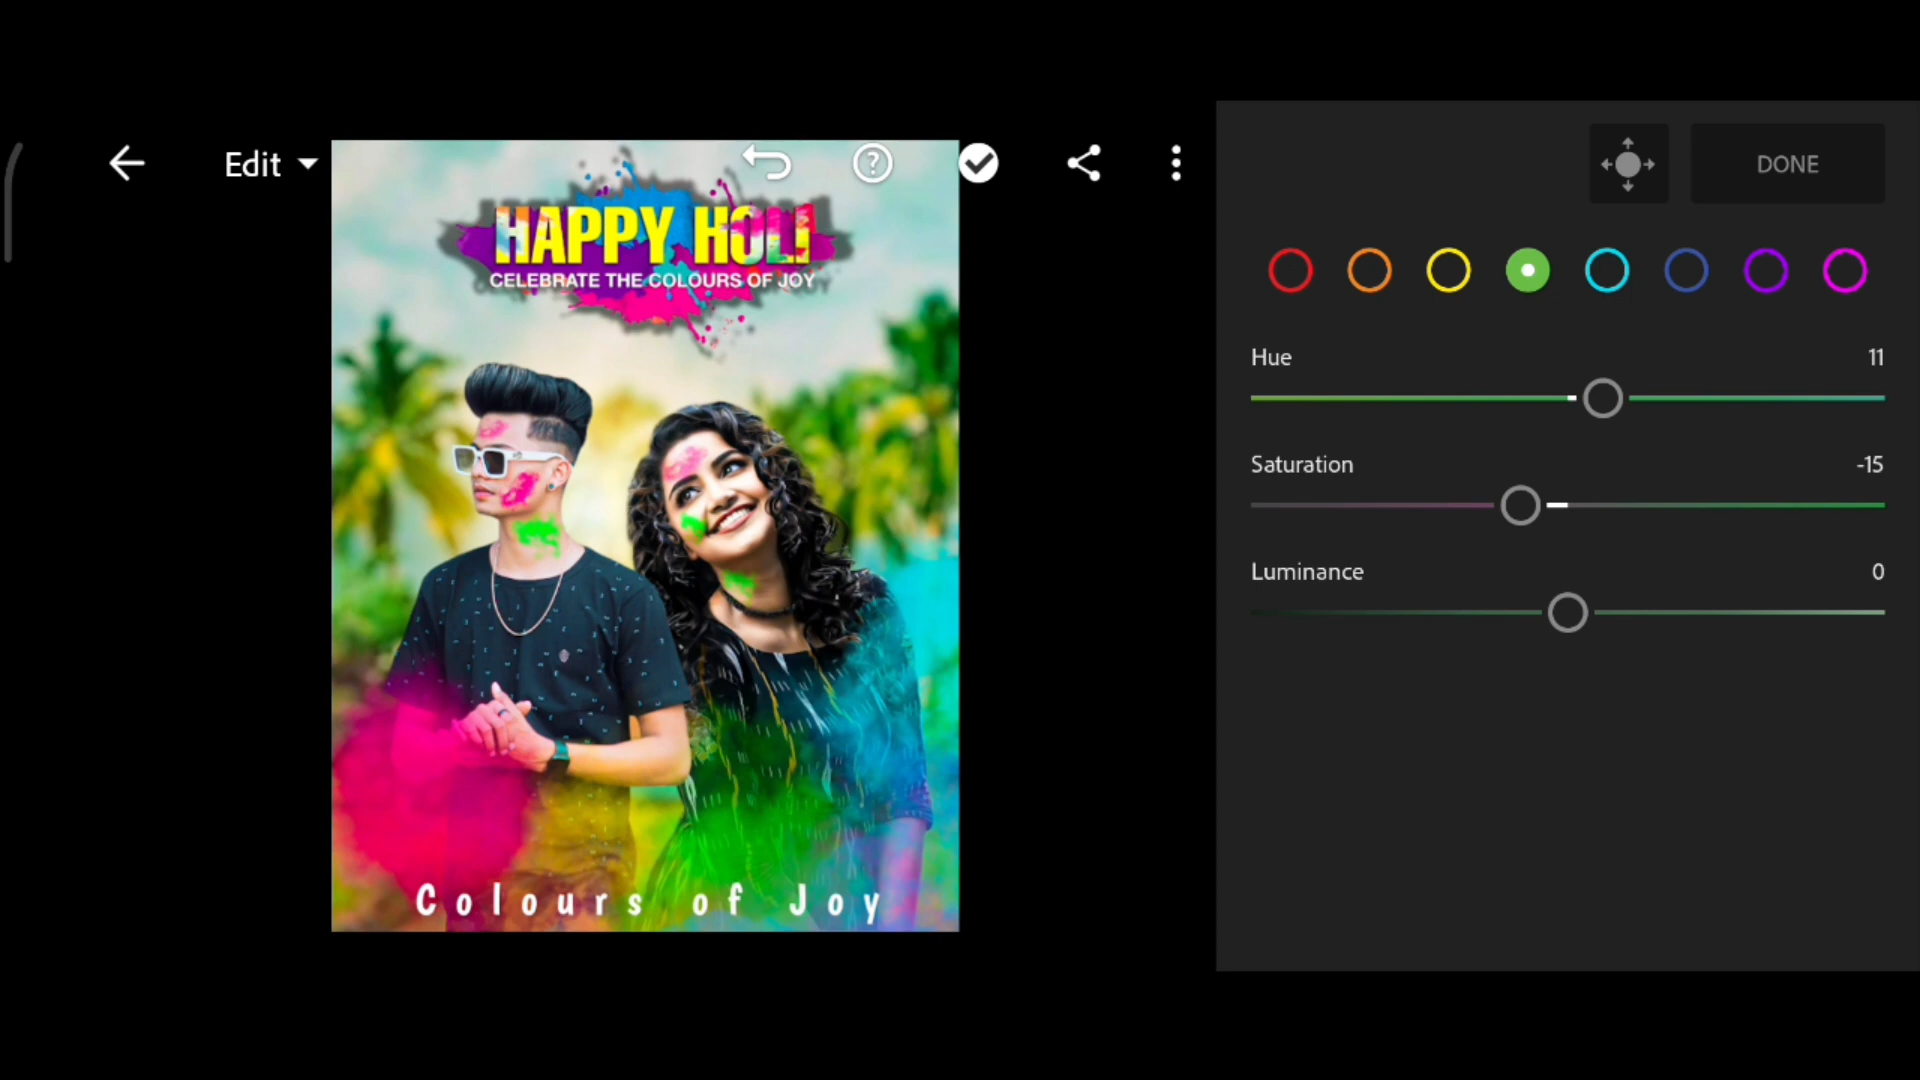 Edit
DONE
HAPPY HOLI
CELEBRATE THE COLOURS OF JOY
Hue 11
Saturation -15
Luminance 0
Colours of Joy